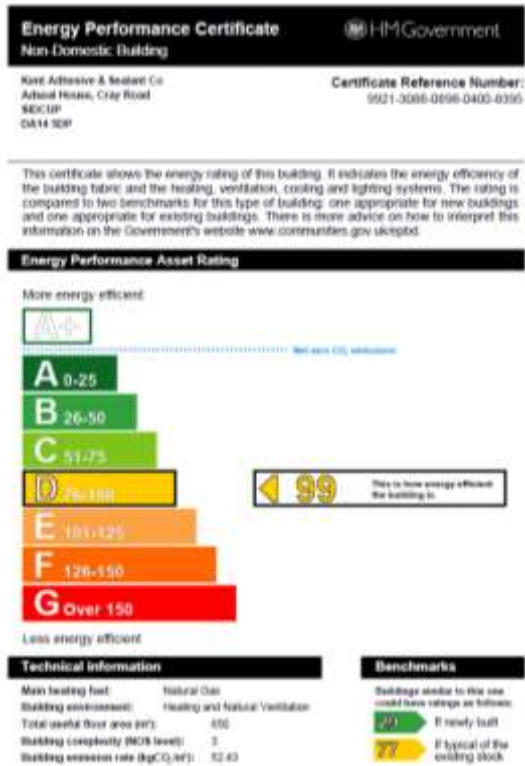 Energy Performance Certificate
HM Government
Non-Domestic Building
Kent Adhesive & Sealant Co
Adseal House, Cray Road
SIDCUP
DA14 5DP
Certificate Reference Number:
This certificate shows the energy rating of this building. It indicates the energy efficiency of
the building fabric and the heating, ventilation, cooling and lighting systems. The rating is
compared to two benchmarks for this type of building: one appropriate for new buildings
and one appropriate for existing buildings. There is more advice on how to interpret this
information on the Government's website www.communities.gov.uk/epbd.
Energy Performance Asset Rating
More energy efficient
A+
Net zero CO₂ emissions
A 0-25
B 26-50
C 51-75
D 76-100
99 This is how energy efficient
the building is.
E 101-125
F 126-150
G Over 150
Less energy efficient
Technical information
Main heating fuel: Natural Gas
Building environment: Heating and Natural Ventilation
Total useful floor area (m²): 650
Building complexity (NOS level): 3
Building emission rate (kgCO₂/m²): 52.43
Benchmarks
Buildings similar to this one
could have ratings as follows:
If newly built
77 If typical of the
existing stock